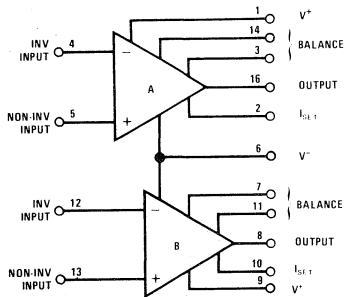 1 V+
INV INPUT 4 − 14 BALANCE
3
A 16 OUTPUT
NON-INV INPUT 5 + 2 ISET
6 V−
7 BALANCE
INV INPUT 12 − 11
B 8 OUTPUT
NON-INV INPUT 13 + 10 ISET
9 V+